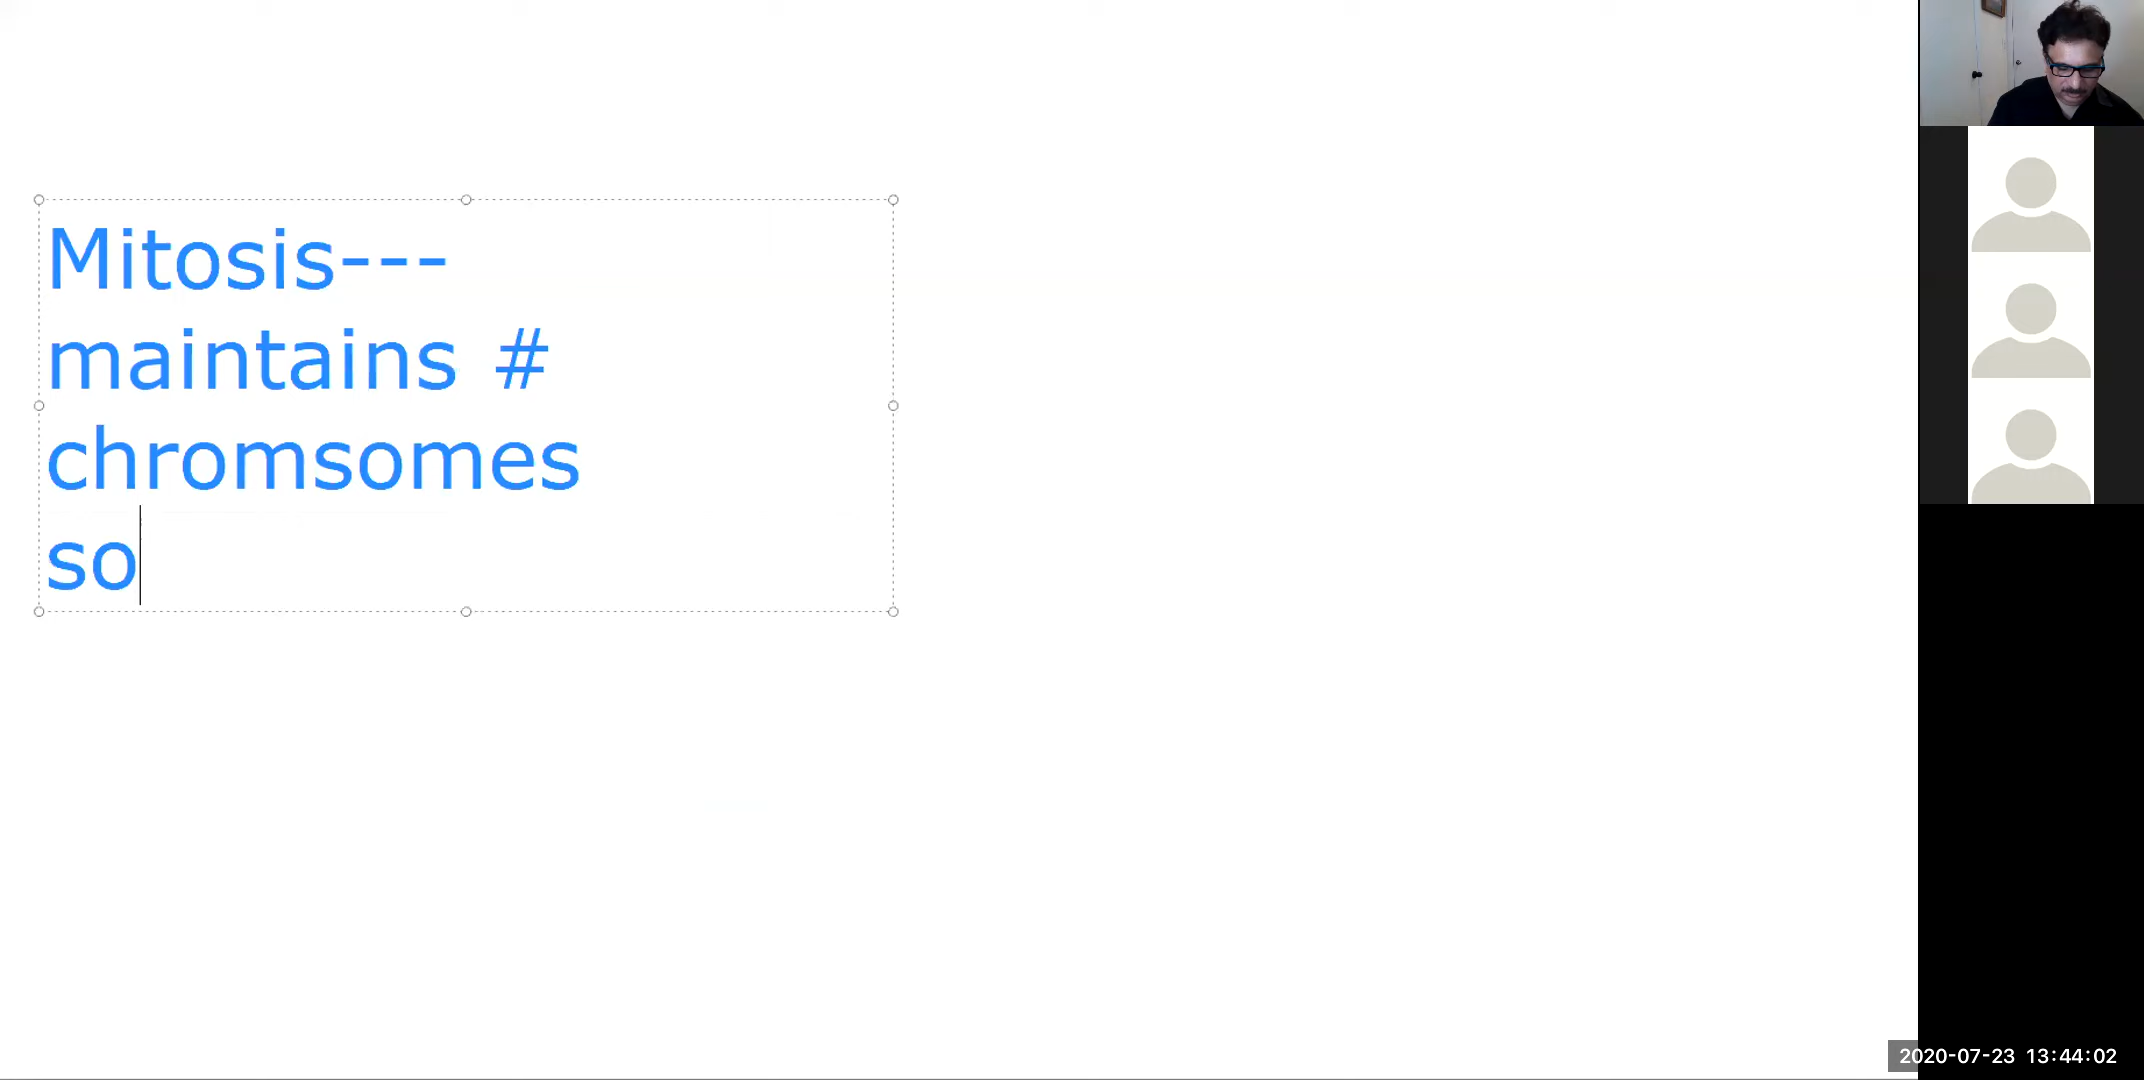 Mitosis---
maintains #
chromsomes
so
2020-07-23 13:44:02